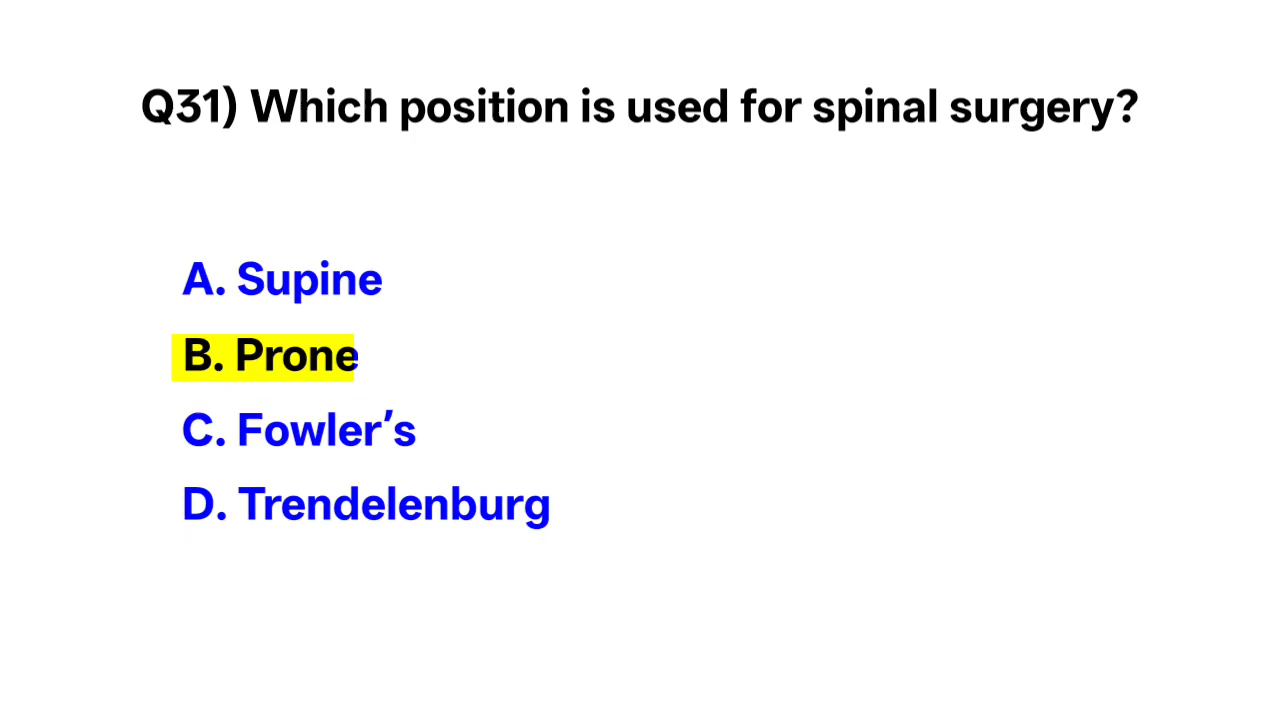 Q31) Which position is used for spinal surgery?
A. Supine
B. Prone
C. Fowler’s
D. Trendelenburg